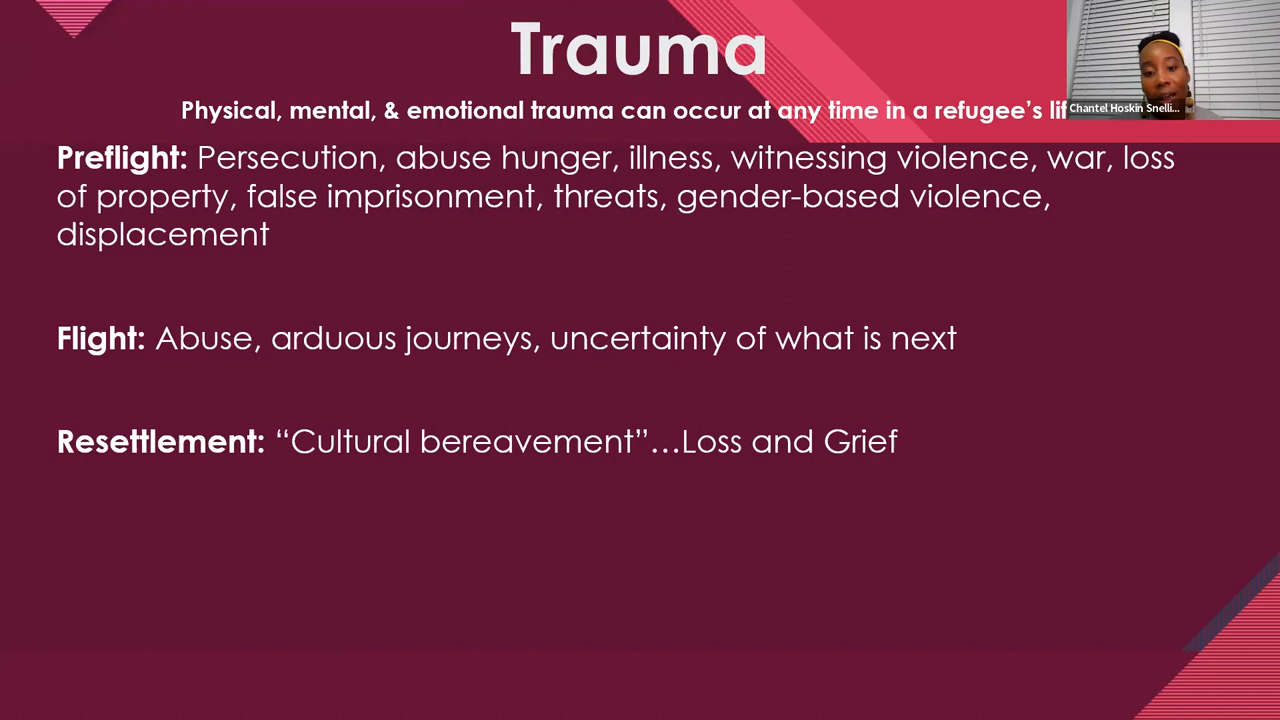 Trauma
Physical, mental, & emotional trauma can occur at any time in a refugee’s lif
Chantel Hoskin Snelli...
Preflight: Persecution, abuse hunger, illness, witnessing violence, war, loss
of property, false imprisonment, threats, gender-based violence,
displacement
Flight: Abuse, arduous journeys, uncertainty of what is next
Resettlement: “Cultural bereavement”…Loss and Grief